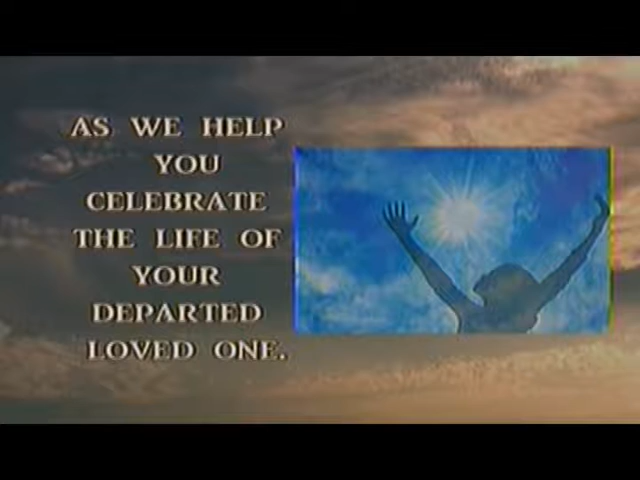 AS WE HELP
YOU
CELEBRATE
THE LIFE OF
YOUR
DEPARTED
LOVED ONE.